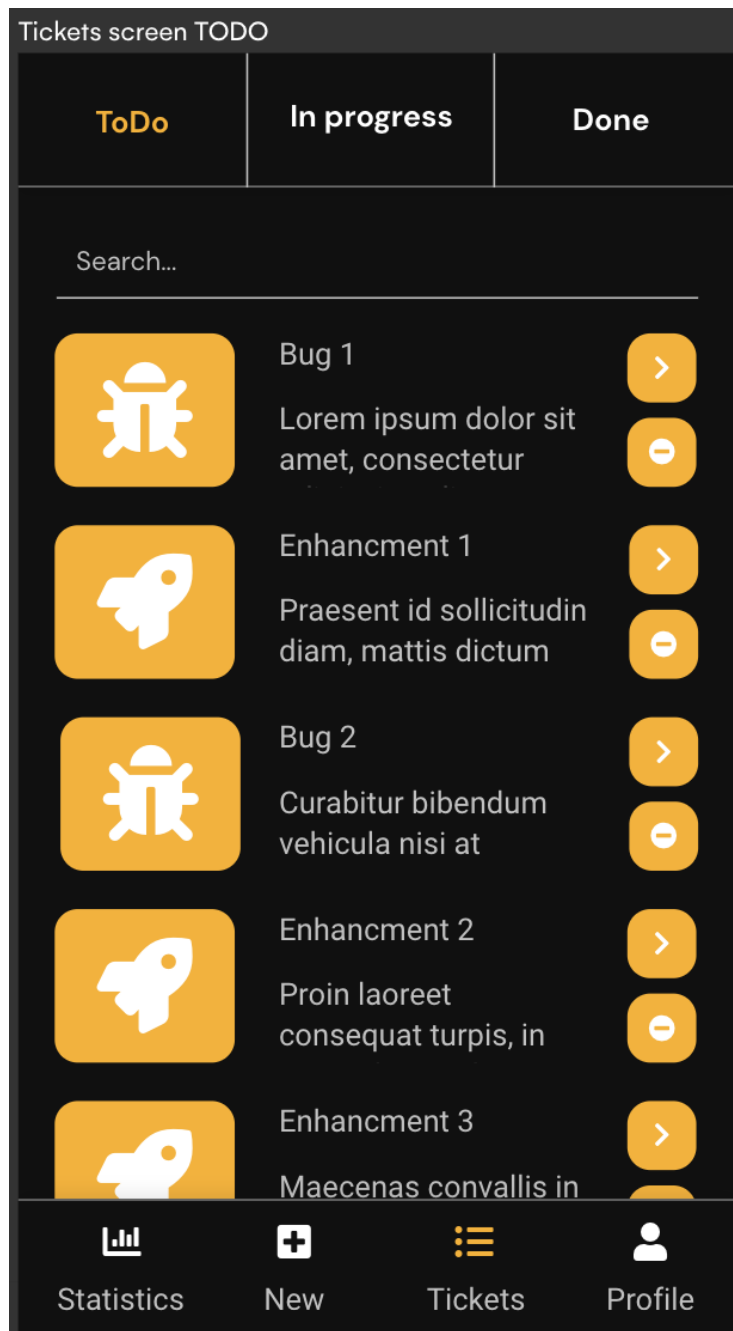 Tickets screen TODO
ToDo
In progress
Done
Search...
Bug 1
Lorem ipsum dolor sit
amet, consectetur
Enhancment 1
Praesent id sollicitudin
diam, mattis dictum
Bug 2
Curabitur bibendum
vehicula nisi at
Enhancment 2
Proin laoreet
consequat turpis, in
Enhancment 3
Maecenas convallis in
Statistics
New
Tickets
Profile